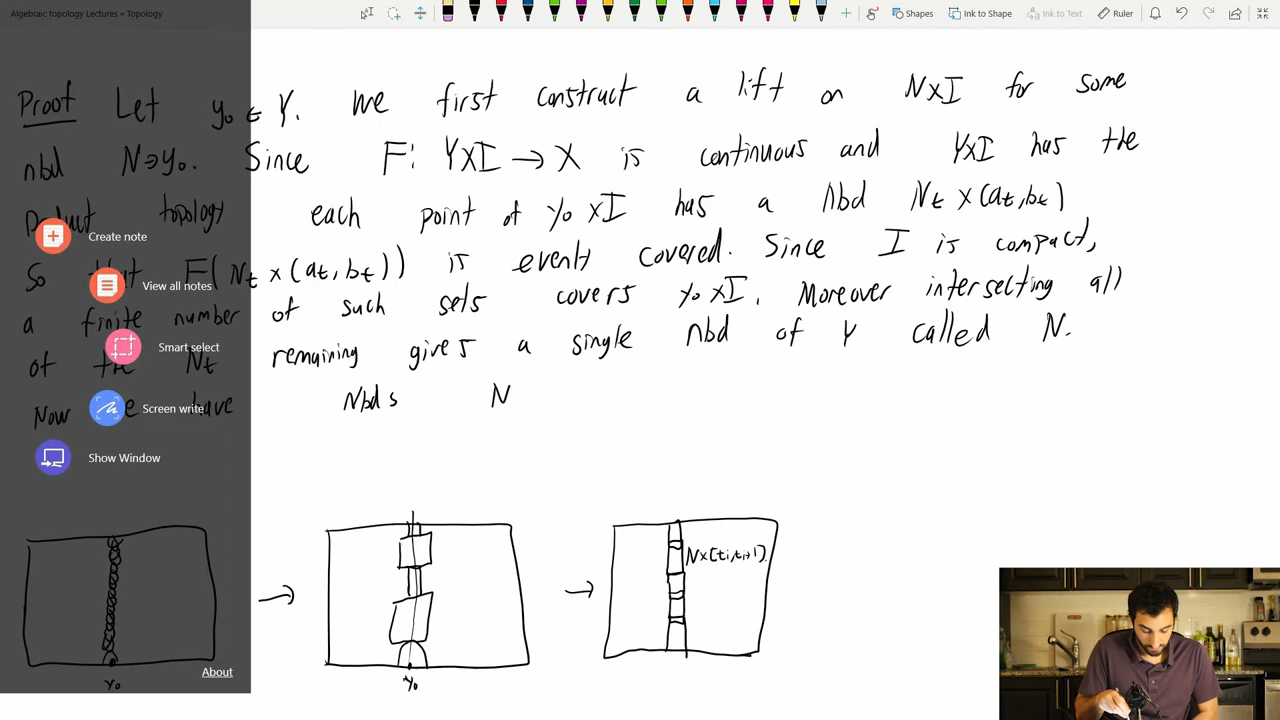 Algebraic topology Lectures » Topology
Shapes
Ink to Shape
Ink to Text
Ruler
Proof Let y₀ ∈ Y. We first construct a lift on N×I for some
nbd N∋y₀. Since F: Y×I → X is continuous and Y×I has the
Product topology each point of y₀×I has a Nbd Nt × (at, bt)
So that F(Nt × (at, bt)) is evenly covered. Since I is compact,
a finite number of such sets covers y₀×I. Moreover intersecting all
of the Nt remaining gives a single nbd of Y called N.
Now we have Nbds N
Create note
View all notes
Smart select
Screen write
Show Window
About
N×[ti,ti+1].
y₀
y₀